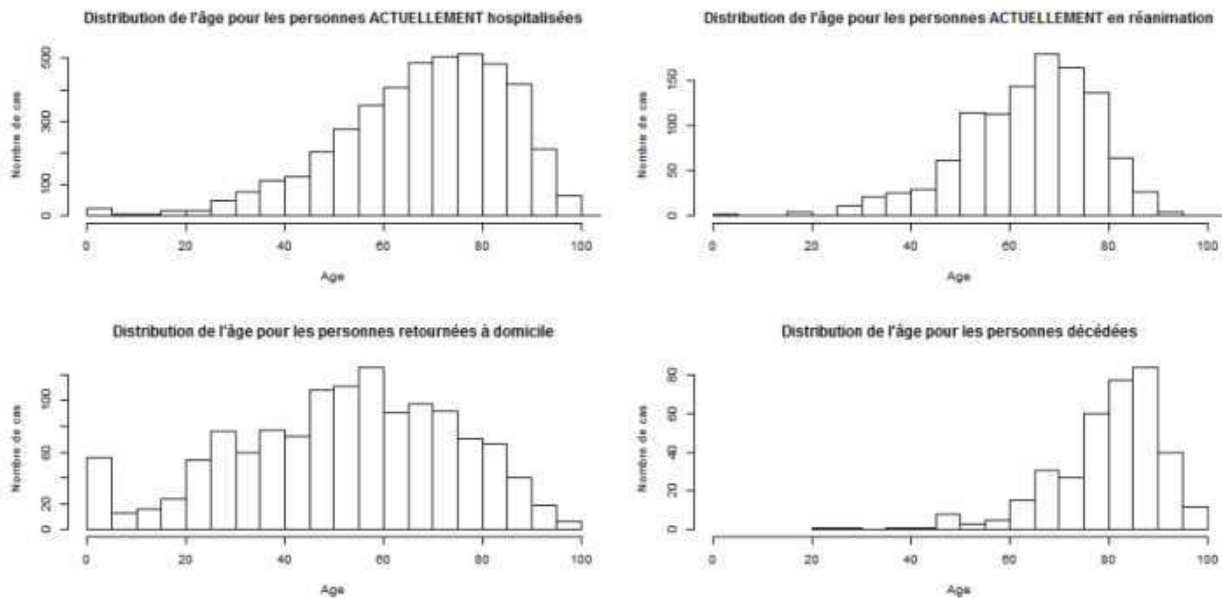 Distribution de l'âge pour les personnes ACTUELLEMENT hospitalisées
Nombre de cas
0
100
300
500
0 20 40 60 80 100
Age
Distribution de l'âge pour les personnes ACTUELLEMENT en réanimation
Nombre de cas
0
50
100
150
0 20 40 60 80 100
Age
Distribution de l'âge pour les personnes retournées à domicile
Nombre de cas
0
20
60
100
0 20 40 60 80 100
Age
Distribution de l'âge pour les personnes décédées
Nombre de cas
0
20
40
60
80
0 20 40 60 80 100
Age